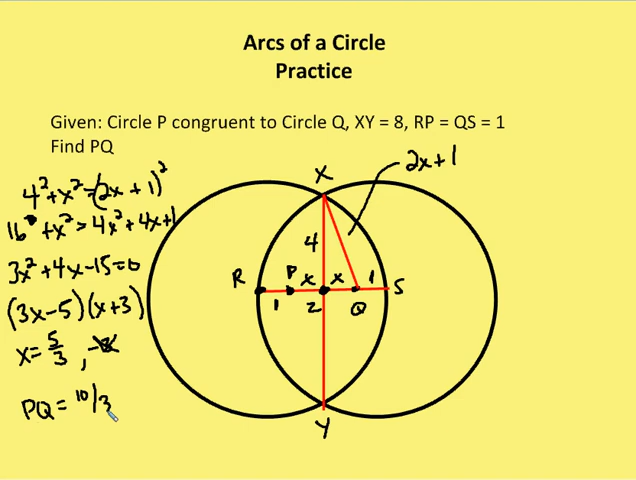 Arcs of a Circle
Practice
Given: Circle P congruent to Circle Q, XY = 8, RP = QS = 1
Find PQ
4²+x²=(2x+1)²
16+x²=4x²+4x+1
3x²+4x-15=0
(3x-5)(x+3)
x=5/3,
PQ=10/3
X
2x+1
4
R
P
x
x
1
S
1
Z
Q
Y